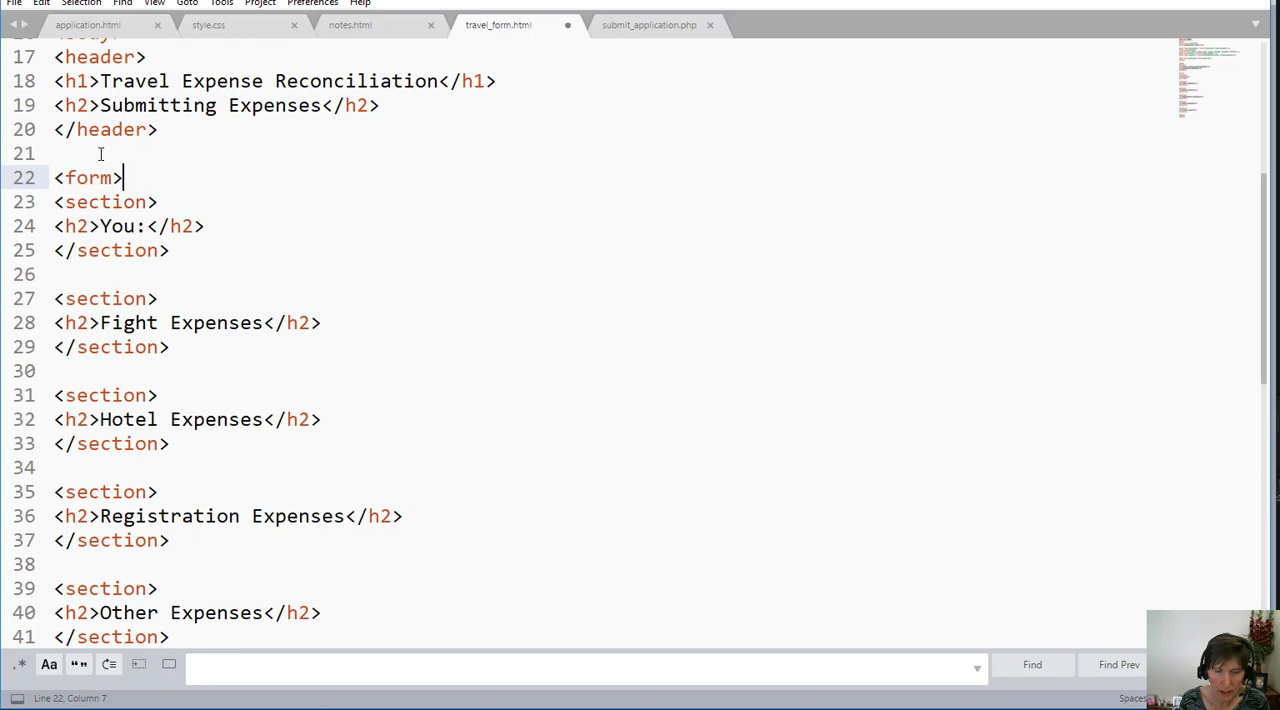 File Edit Selection Find View Goto Tools Project Preferences Help
application.html style.css notes.html travel_form.html submit_application.php
17 <header>
18 <h1>Travel Expense Reconciliation</h1>
19 <h2>Submitting Expenses</h2>
20 </header>
21
22 <form>
23 <section>
24 <h2>You:</h2>
25 </section>
26
27 <section>
28 <h2>Fight Expenses</h2>
29 </section>
30
31 <section>
32 <h2>Hotel Expenses</h2>
33 </section>
34
35 <section>
36 <h2>Registration Expenses</h2>
37 </section>
38
39 <section>
40 <h2>Other Expenses</h2>
41 </section>
.* Aa “” Find Find Prev
Line 22, Column 7 Spaces